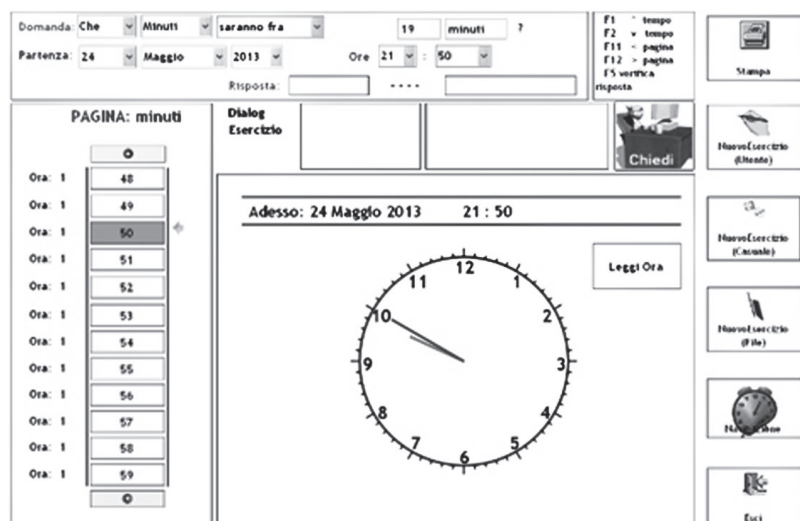 Domanda: Che Minuti saranno fra 19 minuti ?
Partenza: 24 Maggio 2013 Ore 21 : 50
Risposta: ----
F1 ^ tempo
F2 v tempo
F11 < pagina
F12 > pagina
F5 verifica
risposta
Stampa
PAGINA: minuti
Ora: 1 48
Ora: 1 49
Ora: 1 50
Ora: 1 51
Ora: 1 52
Ora: 1 53
Ora: 1 54
Ora: 1 55
Ora: 1 56
Ora: 1 57
Ora: 1 58
Ora: 1 59
Dialog
Esercizio
Chiedi
Adesso: 24 Maggio 2013 21 : 50
Leggi Ora
12
1
2
3
4
5
6
7
8
9
10
11
NuovoEsercizio
(Utente)
NuovoEsercizio
(Casuale)
NuovoEsercizio
(File)
Esci